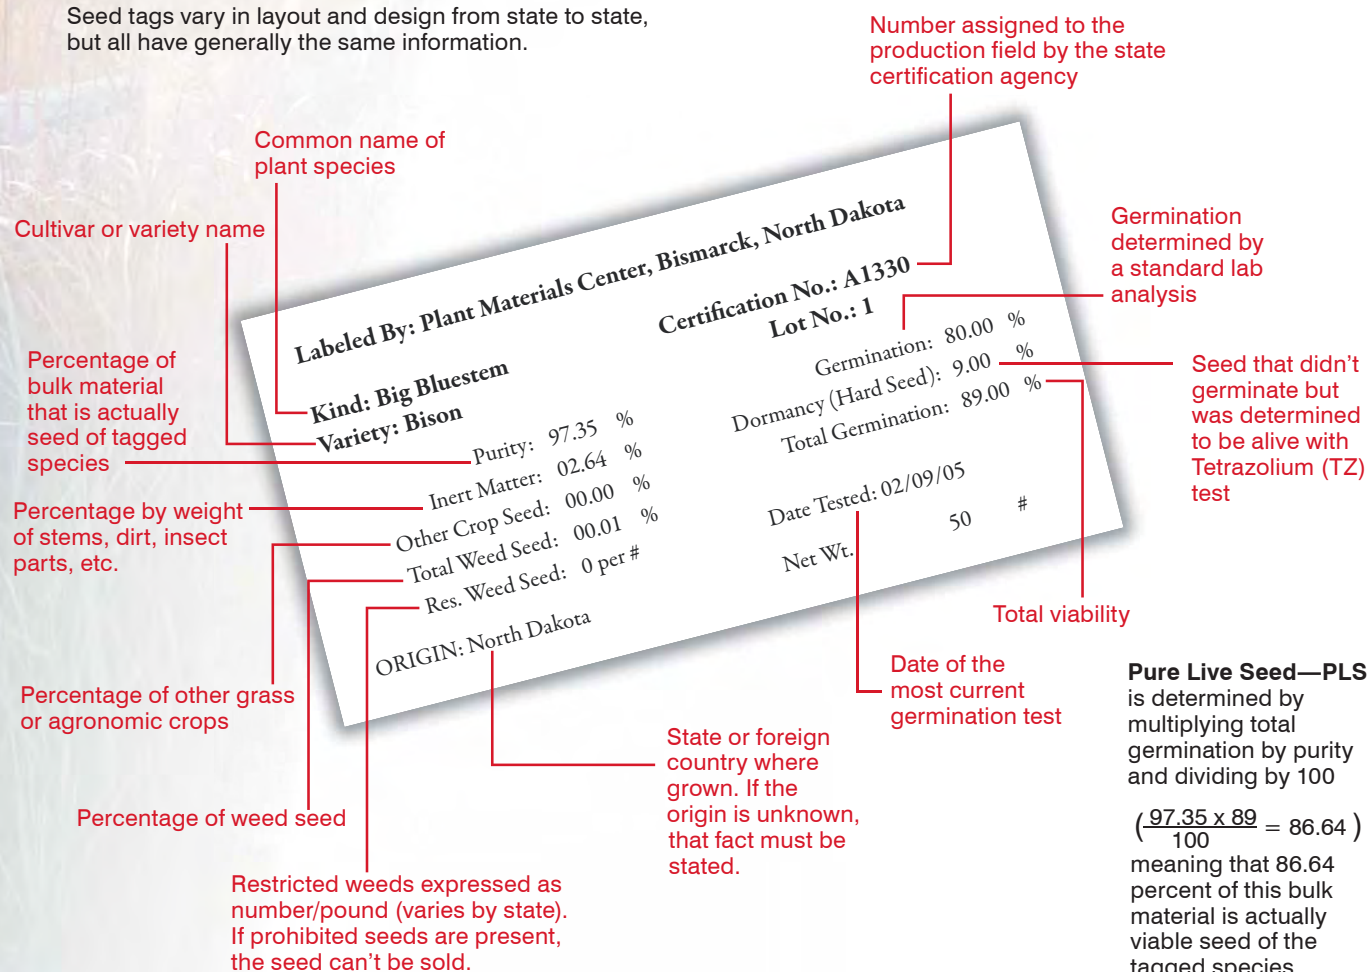 Seed tags vary in layout and design from state to state,
but all have generally the same information.
Number assigned to the
production field by the state
certification agency
Common name of
plant species
Cultivar or variety name
Germination
determined by
a standard lab
analysis
Percentage of
bulk material
that is actually
seed of tagged
species
Seed that didn't
germinate but
was determined
to be alive with
Tetrazolium (TZ)
test
Percentage by weight
of stems, dirt, insect
parts, etc.
Labeled By: Plant Materials Center, Bismarck, North Dakota
Certification No.: A1330
Lot No.: 1
Kind: Big Bluestem
Variety: Bison
Purity: 97.35 %
Inert Matter: 02.64 %
Other Crop Seed: 00.00 %
Total Weed Seed: 00.01 %
Res. Weed Seed: 0 per #
ORIGIN: North Dakota
Germination: 80.00 %
Dormancy (Hard Seed): 9.00 %
Total Germination: 89.00 %
Date Tested: 02/09/05
Net Wt. 50 #
Total viability
Percentage of other grass
or agronomic crops
Date of the
most current
germination test
State or foreign
country where
grown. If the
origin is unknown,
that fact must be
stated.
Percentage of weed seed
Restricted weeds expressed as
number/pound (varies by state).
If prohibited seeds are present,
the seed can't be sold.
Pure Live Seed—PLS
is determined by
multiplying total
germination by purity
and dividing by 100
(97.35 x 89
100
= 86.64)
meaning that 86.64
percent of this bulk
material is actually
viable seed of the
tagged species